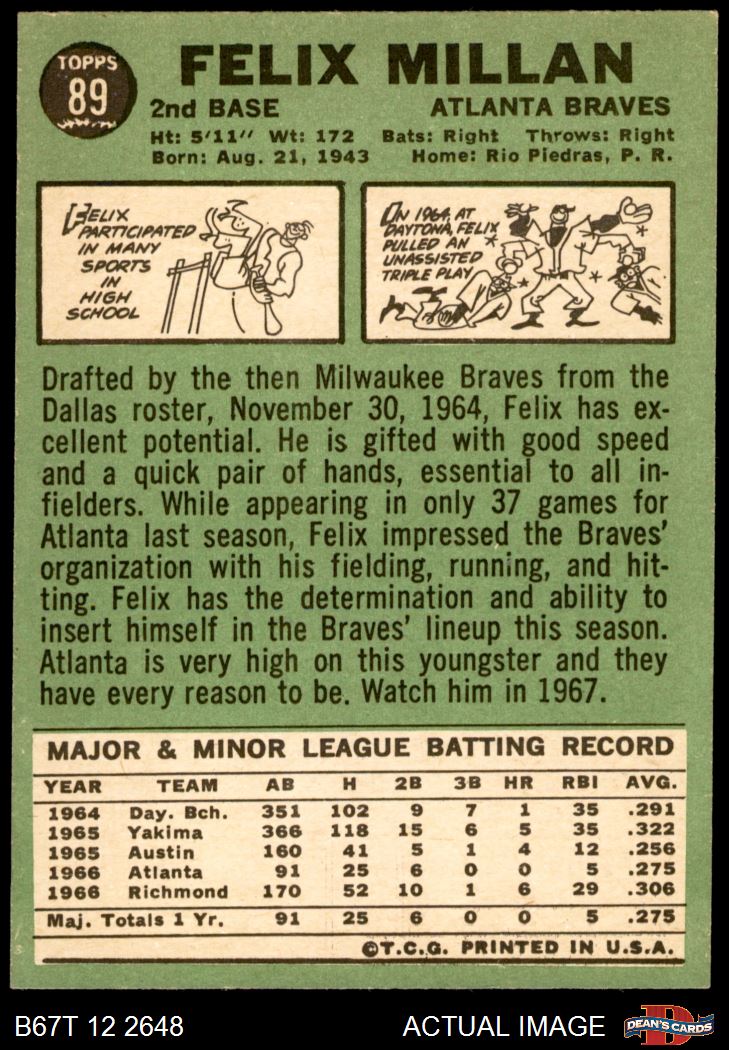 TOPPS
89
FELIX MILLAN
2nd BASE ATLANTA BRAVES
Ht: 5'11" Wt: 172 Bats: Right Throws: Right
Born: Aug. 21, 1943 Home: Rio Piedras, P. R.
FELIX
PARTICIPATED
IN MANY
SPORTS
IN
HIGH
SCHOOL
IN 1964, AT
DAYTONA, FELIX
PULLED AN
UNASSISTED
TRIPLE PLAY
Drafted by the then Milwaukee Braves from the
Dallas roster, November 30, 1964, Felix has ex-
cellent potential. He is gifted with good speed
and a quick pair of hands, essential to all in-
fielders. While appearing in only 37 games for
Atlanta last season, Felix impressed the Braves'
organization with his fielding, running, and hit-
ting. Felix has the determination and ability to
insert himself in the Braves' lineup this season.
Atlanta is very high on this youngster and they
have every reason to be. Watch him in 1967.
MAJOR & MINOR LEAGUE BATTING RECORD
YEAR TEAM AB H 2B 3B HR RBI AVG.
1964 Day. Bch. 351 102 9 7 1 35 .291
1965 Yakima 366 118 15 6 5 35 .322
1965 Austin 160 41 5 1 4 12 .256
1966 Atlanta 91 25 6 0 0 5 .275
1966 Richmond 170 52 10 1 6 29 .306
Maj. Totals 1 Yr. 91 25 6 0 0 5 .275
©T.C.G. PRINTED IN U.S.A.
B67T 12 2648 ACTUAL IMAGE
D
DEAN'S CARDS